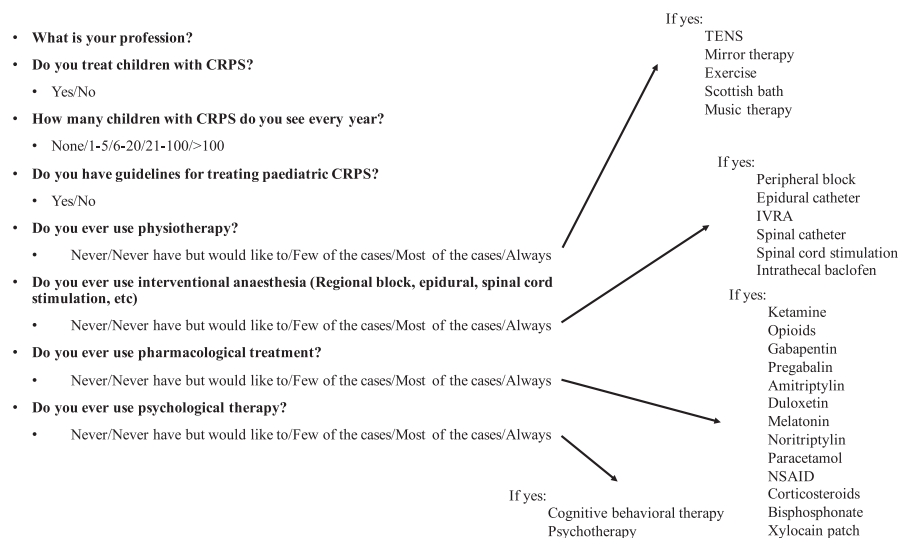 • What is your profession?
• Do you treat children with CRPS?
• Yes/No
• How many children with CRPS do you see every year?
• None/1-5/6-20/21-100/>100
• Do you have guidelines for treating paediatric CRPS?
• Yes/No
• Do you ever use physiotherapy?
• Never/Never have but would like to/Few of the cases/Most of the cases/Always
• Do you ever use interventional anaesthesia (Regional block, epidural, spinal cord
stimulation, etc)
• Never/Never have but would like to/Few of the cases/Most of the cases/Always
• Do you ever use pharmacological treatment?
• Never/Never have but would like to/Few of the cases/Most of the cases/Always
• Do you ever use psychological therapy?
• Never/Never have but would like to/Few of the cases/Most of the cases/Always
If yes:
TENS
Mirror therapy
Exercise
Scottish bath
Music therapy
If yes:
Peripheral block
Epidural catheter
IVRA
Spinal catheter
Spinal cord stimulation
Intrathecal baclofen
If yes:
Ketamine
Opioids
Gabapentin
Pregabalin
Amitriptylin
Duloxetin
Melatonin
Noritriptylin
Paracetamol
NSAID
Corticosteroids
Bisphosphonate
Xylocain patch
If yes:
Cognitive behavioral therapy
Psychotherapy